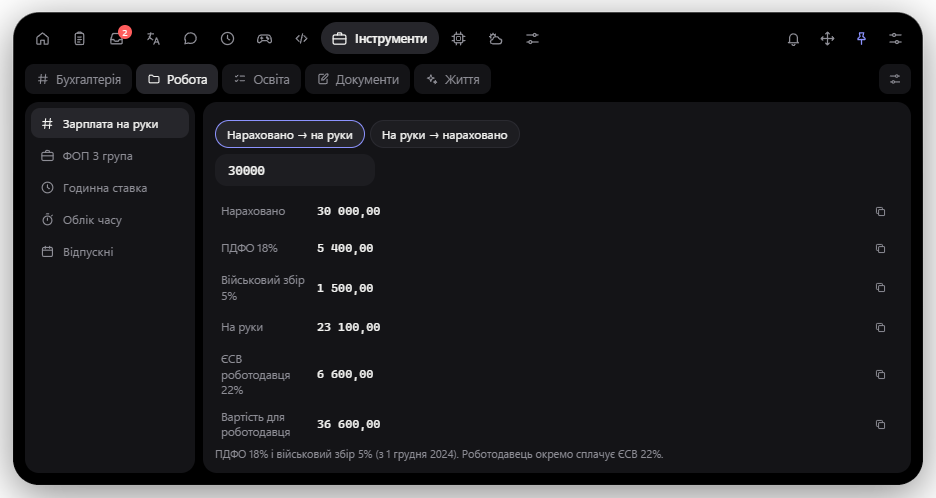 2
Інструменти
Бухгалтерія
Робота
Освіта
Документи
Життя
Зарплата на руки
ФОП 3 група
Годинна ставка
Облік часу
Відпускні
Нараховано → на руки
На руки → нараховано
30000
Нараховано 30 000,00
ПДФО 18% 5 400,00
Військовий збір
5% 1 500,00
На руки 23 100,00
ЄСВ
роботодавця 6 600,00
22%
Вартість для
роботодавця 36 600,00
ПДФО 18% і військовий збір 5% (з 1 грудня 2024). Роботодавець окремо сплачує ЄСВ 22%.